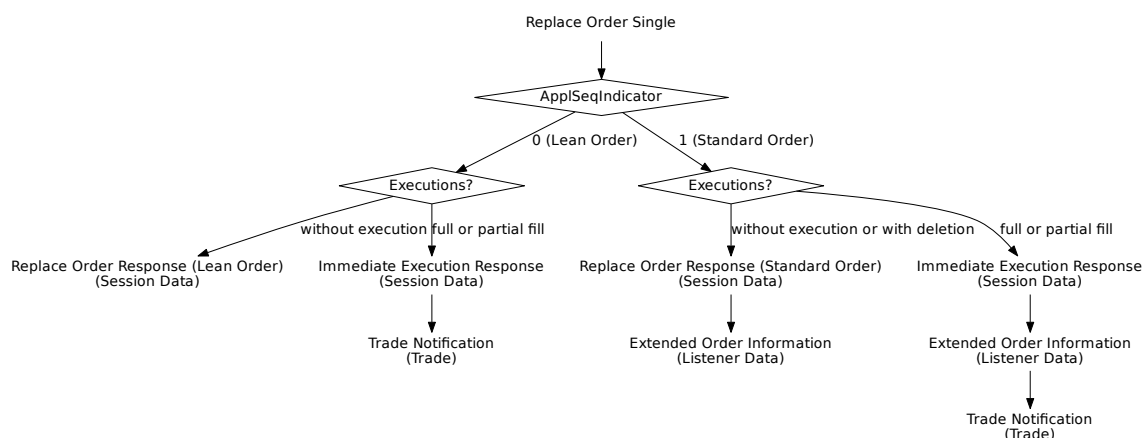 Replace Order Single
ApplSeqIndicator
0 (Lean Order)
1 (Standard Order)
Executions?
Executions?
without execution
full or partial fill
without execution or with deletion
full or partial fill
Replace Order Response (Lean Order)
(Session Data)
Immediate Execution Response
(Session Data)
Replace Order Response (Standard Order)
(Session Data)
Immediate Execution Response
(Session Data)
Trade Notification
(Trade)
Extended Order Information
(Listener Data)
Extended Order Information
(Listener Data)
Trade Notification
(Trade)